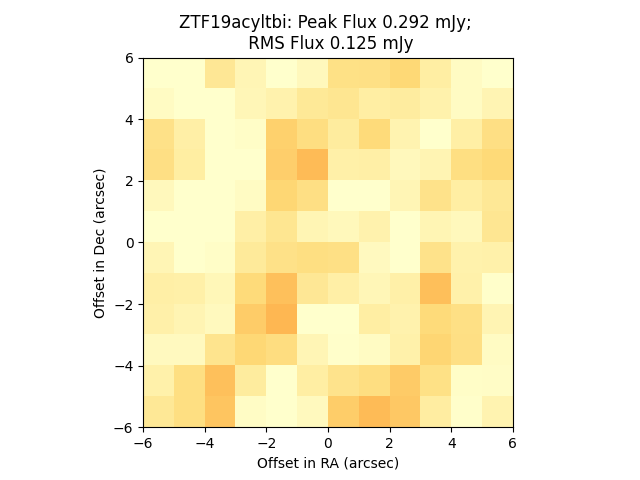 ZTF19acyltbi: Peak Flux 0.292 mJy;
RMS Flux 0.125 mJy
6
4
2
0
−2
−4
−6
Offset in Dec (arcsec)
−6 −4 −2 0 2 4 6
Offset in RA (arcsec)